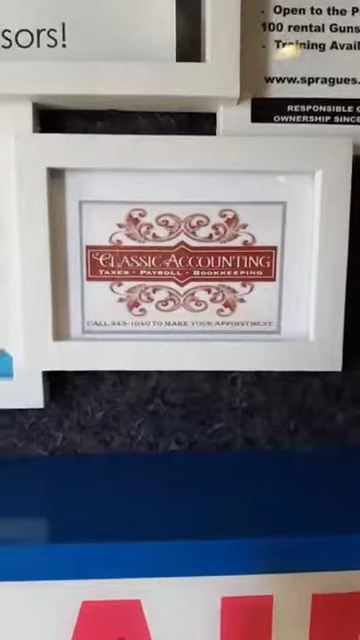 sors!
Open to the P
100 rental Guns
Training Avail
www.spragues.
RESPONSIBLE
OWNERSHIP SINCE
CLASSIC ACCOUNTING
TAXES • PAYROLL • BOOKKEEPING
CALL 343-1040 TO MAKE YOUR APPOINTMENT